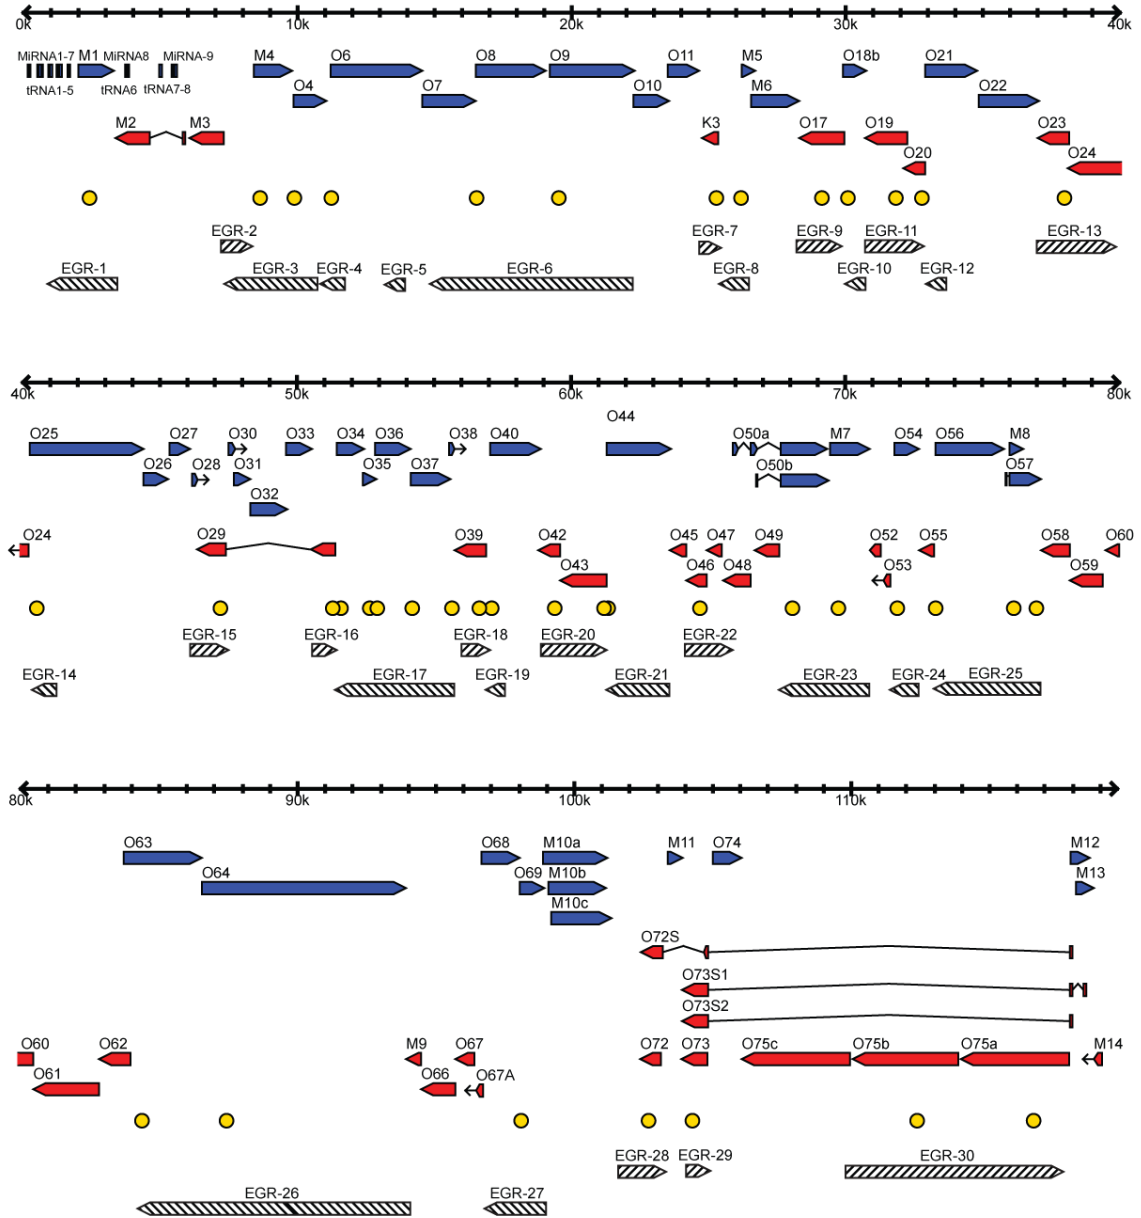 0k 10k 20k 30k 40k
MiRNA1-7 M1 MiRNA8 MiRNA-9 M4 O6 O8 O9 O11 M5 O18b O21
tRNA1-5 tRNA6 tRNA7-8 O4 O7 O10 M6 O22
M2 M3 K3 O17 O19 O23
O20 O24
EGR-2 EGR-7 EGR-9 EGR-11 EGR-13
EGR-1 EGR-3 EGR-4 EGR-5 EGR-6 EGR-8 EGR-10 EGR-12
40k 50k 60k 70k 80k
O44
O25 O27 O30 O33 O34 O36 O38 O40 O50a M7 O54 O56 M8
O26 O28 O31 O35 O37 O50b O57
O32
O24 O29 O39 O42 O45 O47 O49 O52 O55 O58 O60
O43 O46 O48 O53 O59
EGR-15 EGR-16 EGR-18 EGR-20 EGR-22
EGR-14 EGR-17 EGR-19 EGR-21 EGR-23 EGR-24 EGR-25
80k 90k 100k 110k
O63 O68 M10a M11 O74 M12
O64 O69 M10b M13
M10c
O72S
O73S1
O73S2
O60 O62 M9 O67 O72 O73 O75c O75b O75a M14
O61 O66 O67A
EGR-28 EGR-29 EGR-30
EGR-26 EGR-27